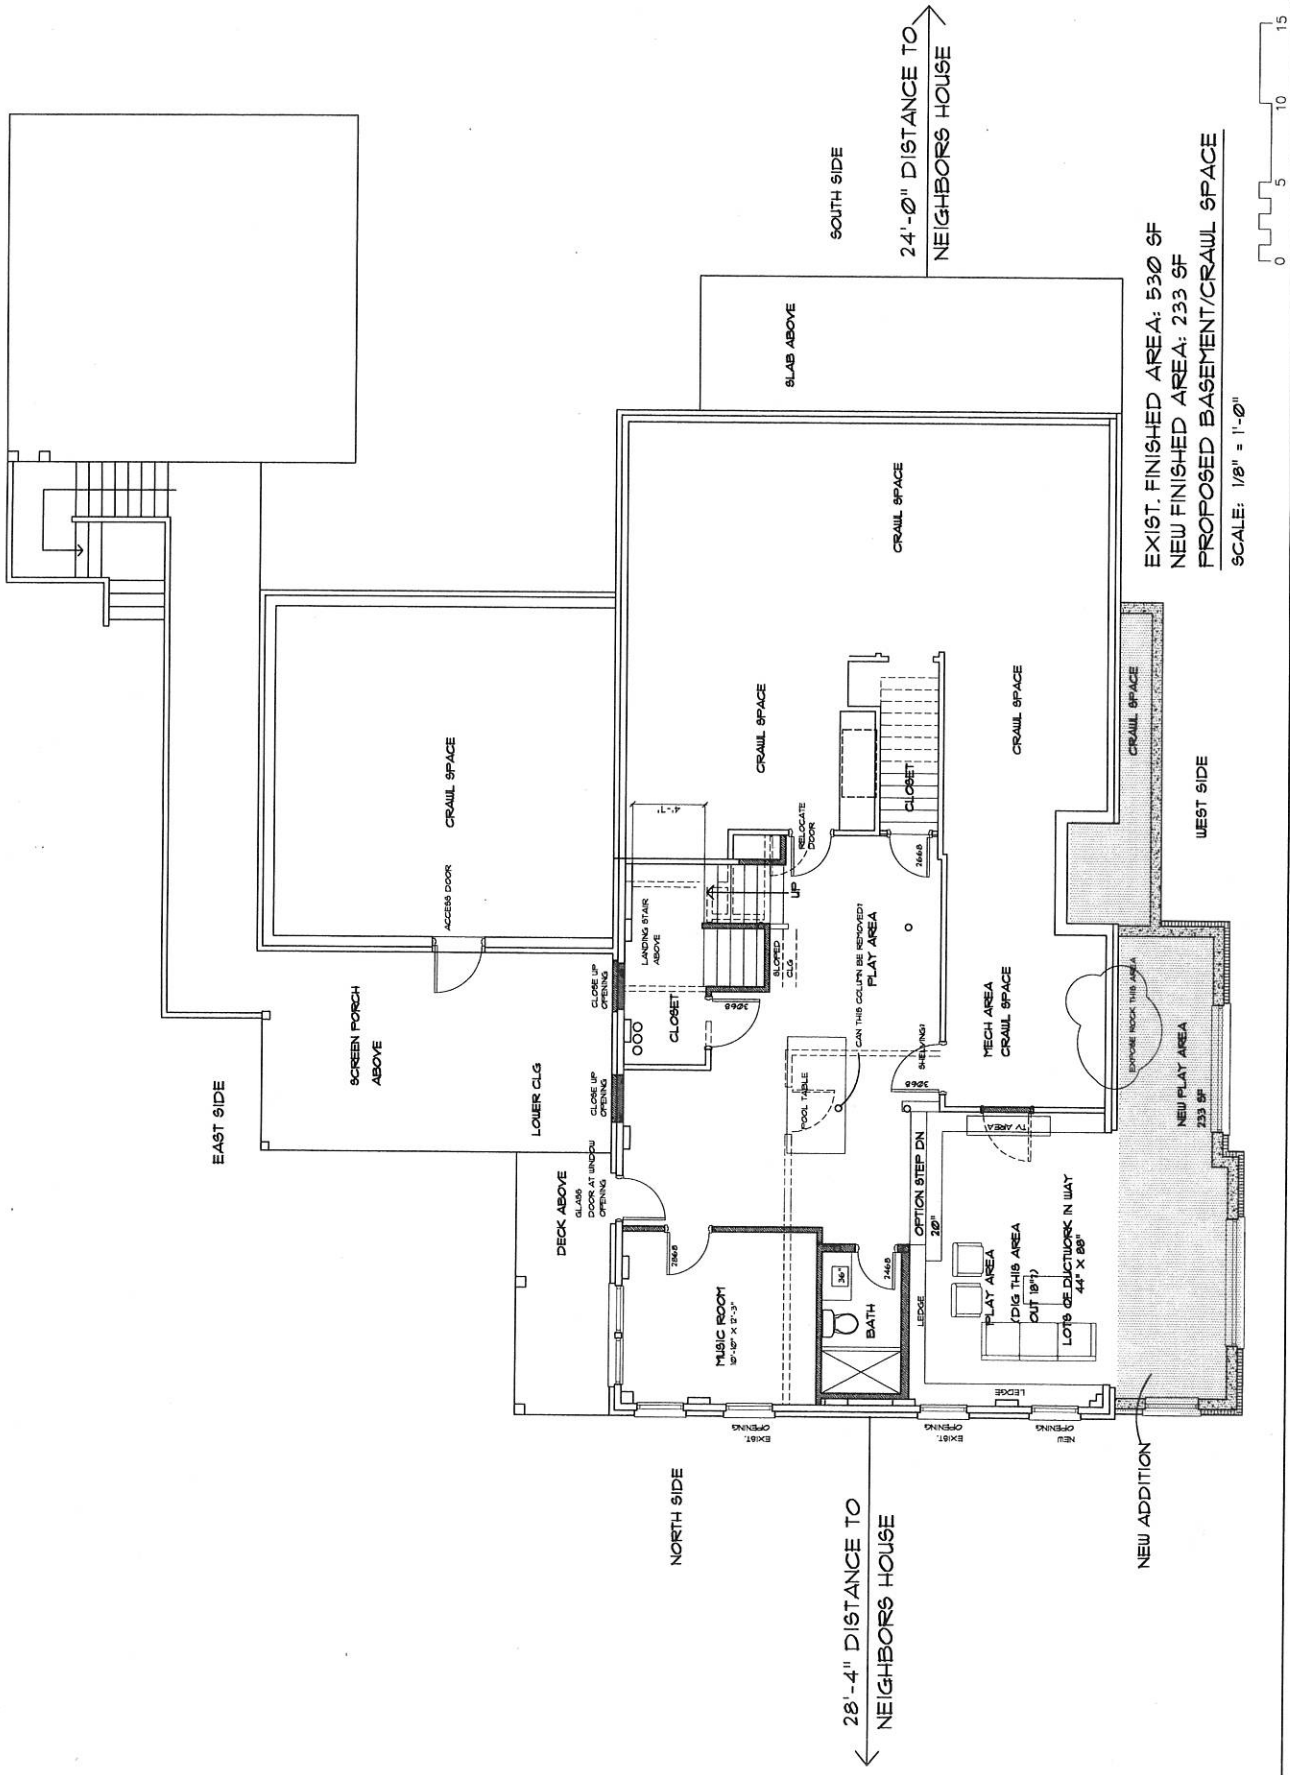 EAST SIDE
SCREEN PORCH
ABOVE
LOWER CLG
ACCESS DOOR
CRAWL SPACE
DECK ABOVE
GLASS
DOOR AT WINDOW
OPENING
CLOSE UP
OPENING
CLOSE UP
OPENING
NORTH SIDE
28'-4" DISTANCE TO
NEIGHBORS HOUSE
MUSIC ROOM
10'-10" X 12'-3"
2868
EXIST.
OPENING
BATH
36"
2468
EXIST.
OPENING
NEW
OPENING
CLOSET
3068
LANDING STAIR
ABOVE
4'-7"
SLOPED
CLG
UP
RELOCATE
DOOR
CAN THIS COLUMN BE REMOVED?
PLAY AREA
POOL TABLE
3068
SHELVING?
2668
CLOSET
CRAWL SPACE
CRAWL SPACE
CRAWL SPACE
MECH AREA
CRAWL SPACE
OPTION STEP DN
20"
LEDGE
LEDGE
TV AREA
PLAY AREA
(DIG THIS AREA
OUT 18"?)
LOTS OF DUCTWORK IN WAY
44" X 88"
EXPOSE ROCK THIS AREA
NEW PLAY AREA
233 SF
CRAWL SPACE
NEW ADDITION
WEST SIDE
SLAB ABOVE
SOUTH SIDE
24'-0" DISTANCE TO
NEIGHBORS HOUSE
EXIST. FINISHED AREA: 530 SF
NEW FINISHED AREA: 233 SF
PROPOSED BASEMENT/CRAWL SPACE
SCALE: 1/8" = 1'-0"
0 5 10 15